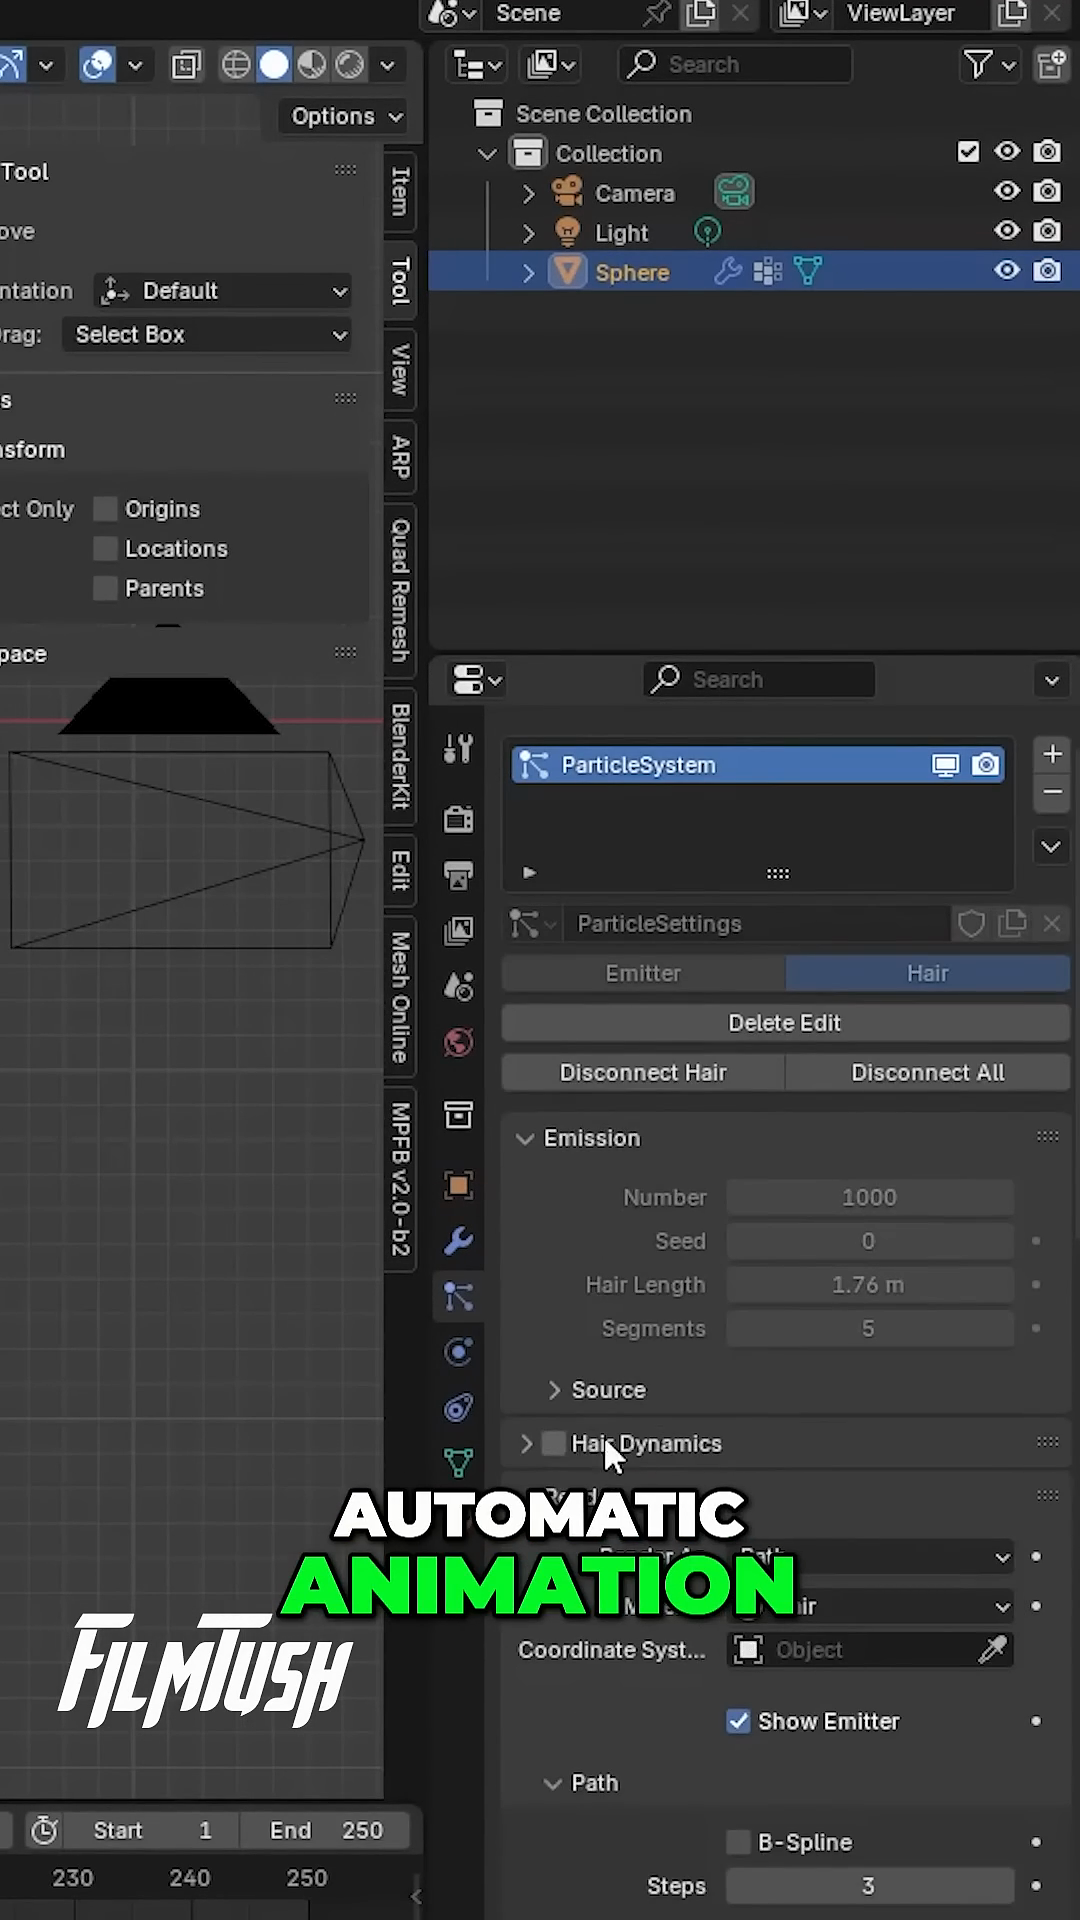 Scene
ViewLayer
Search
Options
Scene Collection
Collection
Camera
Light
Sphere
Item
Tool
View
ARP
Quad Remesh
BlenderKit
Edit
Mesh Online
MPFB v2.0-b2
Tool
ove
ntation
Default
Drag:
Select Box
s
nsform
ct Only
Origins
Locations
Parents
pace
Search
ParticleSystem
ParticleSettings
Emitter
Hair
Delete Edit
Disconnect Hair
Disconnect All
Emission
Number 1000
Seed 0
Hair Length 1.76 m
Segments 5
Source
Hair Dynamics
AUTOMATIC
ANIMATION
FILMTUSH
Coordinate Syst... Object
Show Emitter
Path
B-Spline
Steps 3
Start 1 End 250
230 240 250